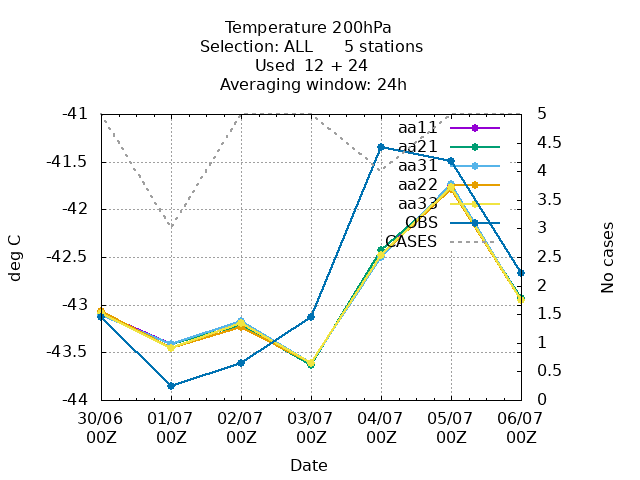 Temperature 200hPa
Selection: ALL      5 stations
Used  12 + 24
Averaging window: 24h
-41
-41.5
-42
-42.5
-43
-43.5
-44
5
4.5
4
3.5
3
2.5
2
1.5
1
0.5
0
aa11
aa21
aa31
aa22
aa33
OBS
CASES
deg C
No cases
30/06 01/07 02/07 03/07 04/07 05/07 06/07
00Z 00Z 00Z 00Z 00Z 00Z 00Z
Date